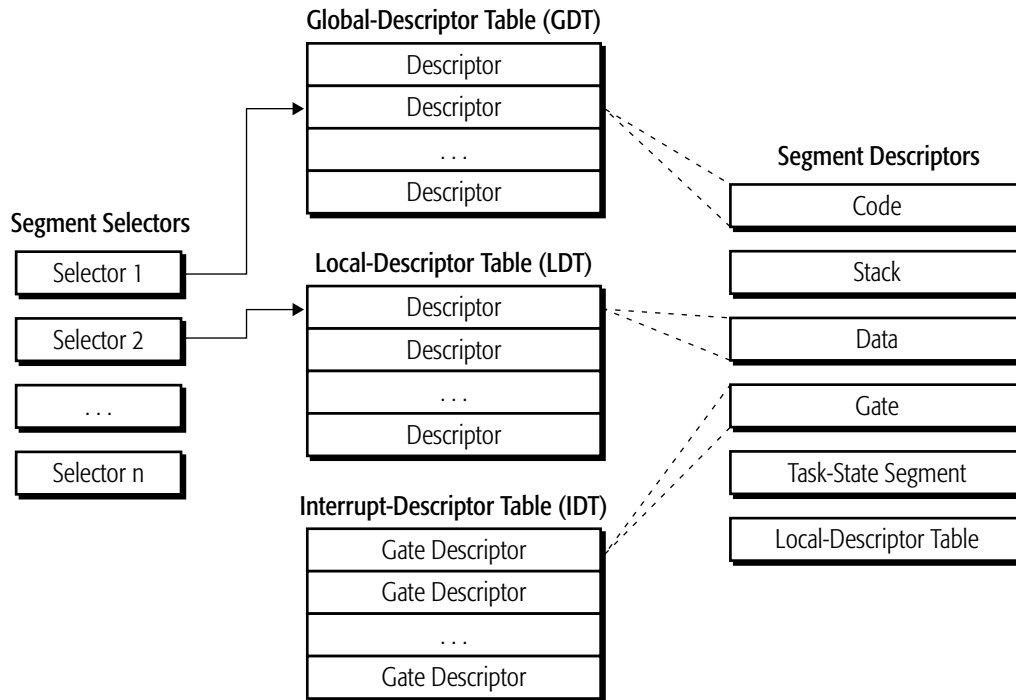 Global-Descriptor Table (GDT)
Descriptor
Descriptor
. . .
Descriptor
Segment Selectors
Selector 1
Selector 2
. . .
Selector n
Local-Descriptor Table (LDT)
Descriptor
Descriptor
. . .
Descriptor
Interrupt-Descriptor Table (IDT)
Gate Descriptor
Gate Descriptor
. . .
Gate Descriptor
Segment Descriptors
Code
Stack
Data
Gate
Task-State Segment
Local-Descriptor Table